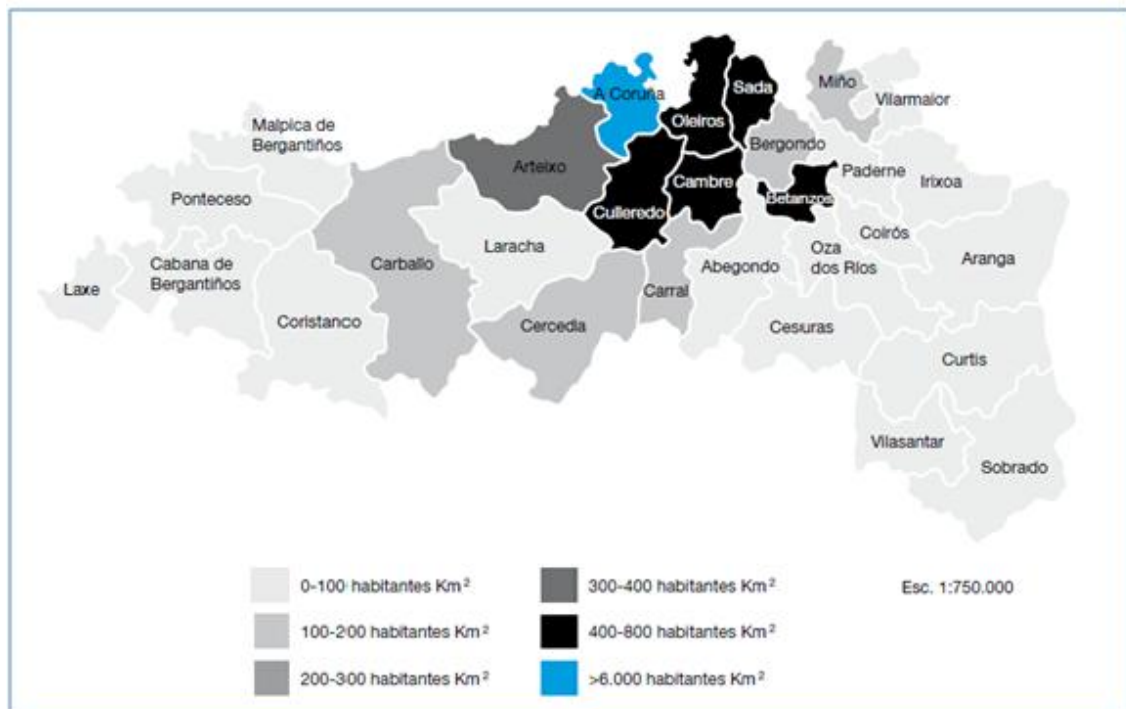 A Coruña
Sada
Miño
Vilarmaior
Oleiros
Malpica de
Bergantiños
Bergondo
Arteixo
Cambre
Paderne
Irixoa
Ponteceso
Betanzos
Culleredo
Coirós
Laracha
Oza
dos Ríos
Aranga
Cabana de
Bergantiños
Carballo
Abegondo
Laxe
Carral
Coristanco
Cerceda
Cesuras
Curtis
Vilasantar
Sobrado
0-100 habitantes Km²
300-400 habitantes Km²
Esc. 1:750.000
100-200 habitantes Km²
400-800 habitantes Km²
200-300 habitantes Km²
>6.000 habitantes Km²